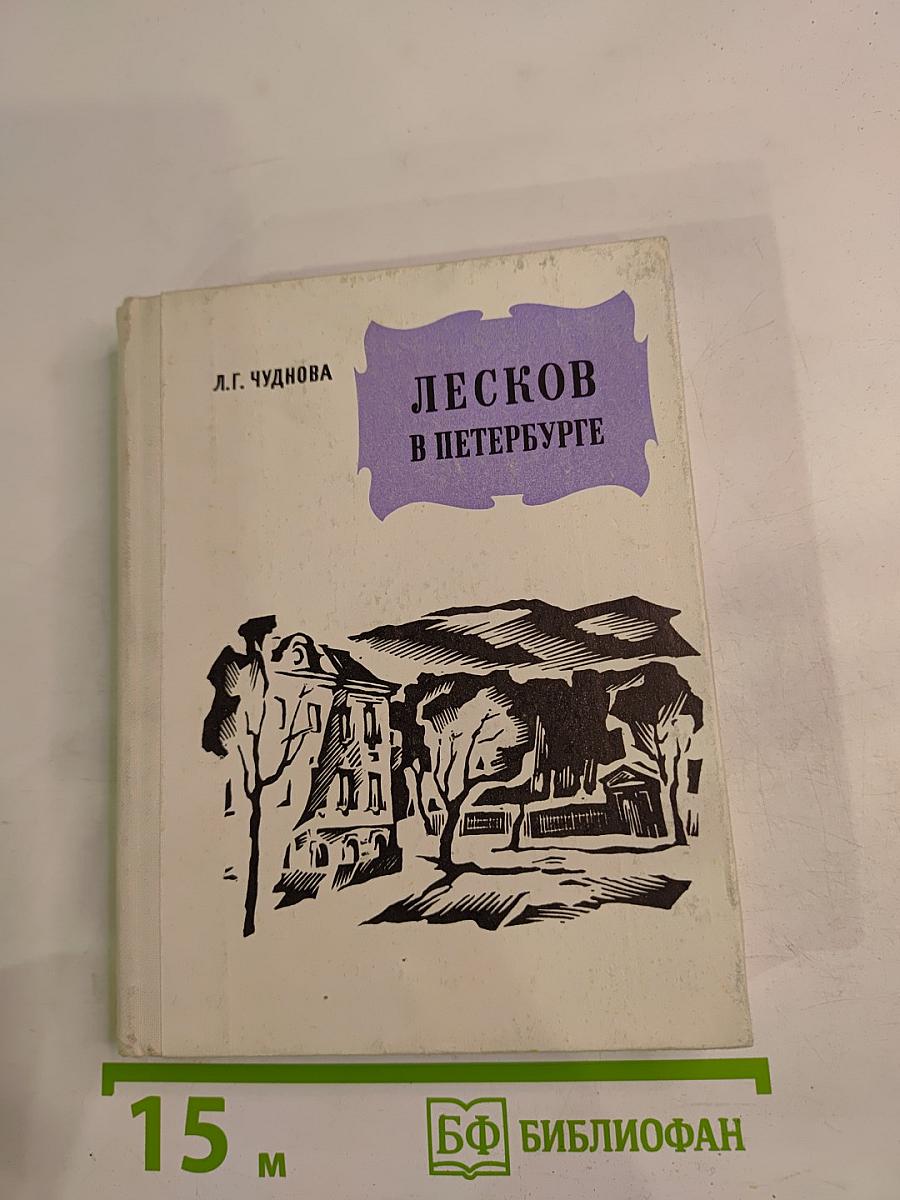 Л.Г. ЧУДНОВА
ЛЕСКОВ
В ПЕТЕРБУРГЕ
15 м
БФ БИБЛИОФАН